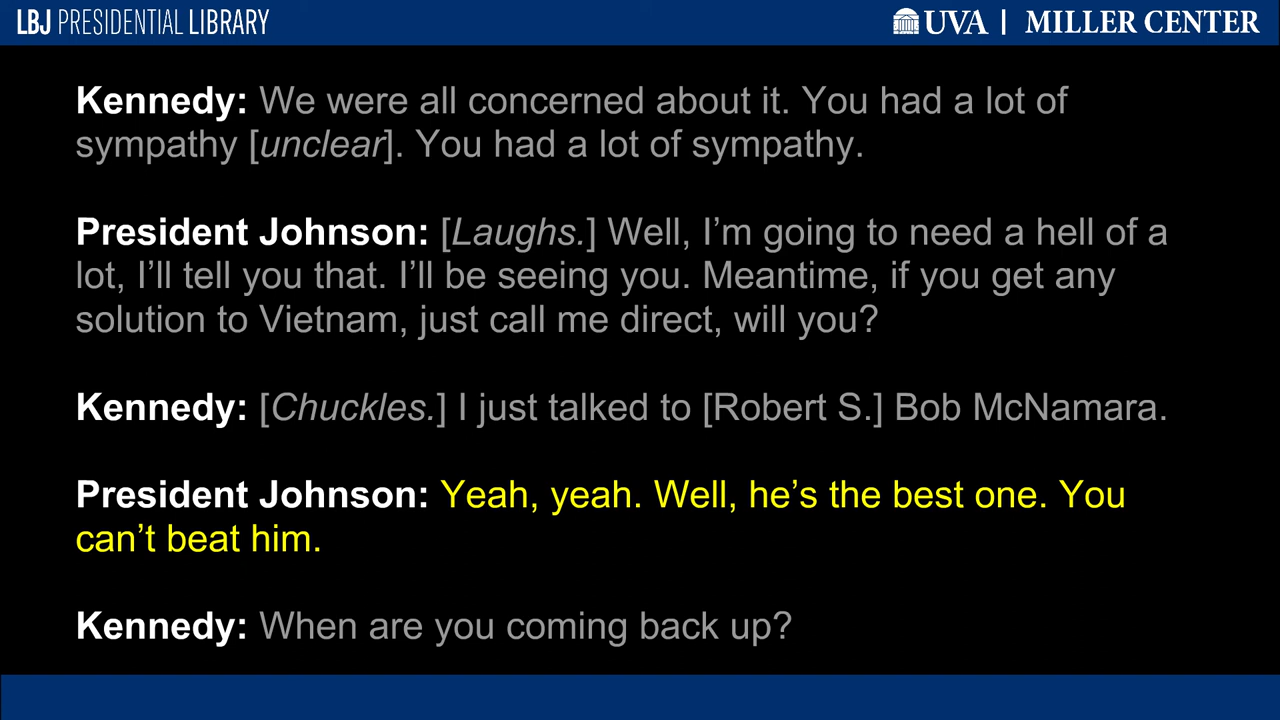 LBJ PRESIDENTIAL LIBRARY
UVA | MILLER CENTER
Kennedy: We were all concerned about it. You had a lot of
sympathy [unclear]. You had a lot of sympathy.
President Johnson: [Laughs.] Well, I’m going to need a hell of a
lot, I’ll tell you that. I’ll be seeing you. Meantime, if you get any
solution to Vietnam, just call me direct, will you?
Kennedy: [Chuckles.] I just talked to [Robert S.] Bob McNamara.
President Johnson: Yeah, yeah. Well, he’s the best one. You
can’t beat him.
Kennedy: When are you coming back up?